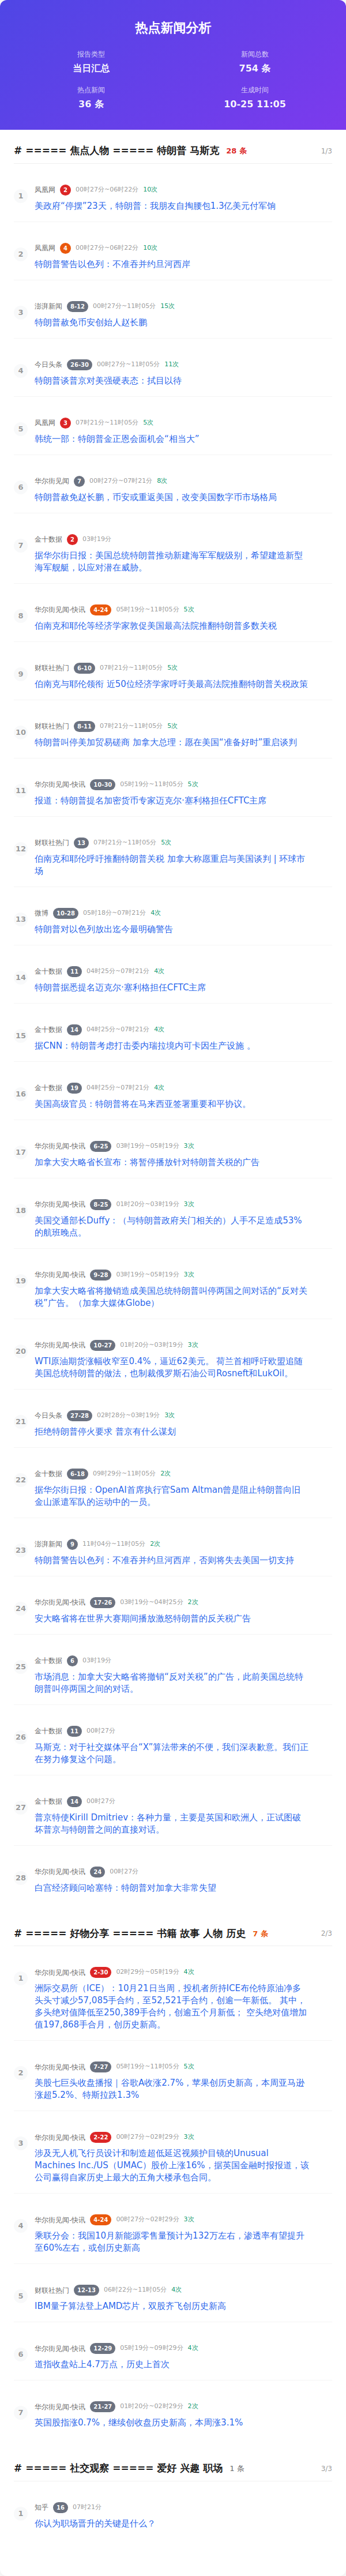 热点新闻分析
报告类型
新闻总数
当日汇总
754 条
热点新闻
生成时间
36 条
10-25 11:05
# ===== 焦点人物 ===== 特朗普 马斯克 28 条 1/3
1
凤凰网 2 00时27分~06时22分 10次
美政府“停摆”23天，特朗普：我朋友自掏腰包1.3亿美元付军饷
2
凤凰网 4 00时27分~06时22分 10次
特朗普警告以色列：不准吞并约旦河西岸
3
澎湃新闻 8-12 00时27分~11时05分 15次
特朗普赦免币安创始人赵长鹏
4
今日头条 26-30 00时27分~11时05分 11次
特朗普谈普京对美强硬表态：拭目以待
5
凤凰网 3 07时21分~11时05分 5次
韩统一部：特朗普金正恩会面机会“相当大”
6
华尔街见闻 7 00时27分~07时21分 8次
特朗普赦免赵长鹏，币安或重返美国，改变美国数字货币市场格局
7
金十数据 2 03时19分
据华尔街日报：美国总统特朗普推动新建海军军舰级别，希望建造新型
海军舰艇，以应对潜在威胁。
8
华尔街见闻-快讯 4-24 05时19分~11时05分 5次
伯南克和耶伦等经济学家敦促美国最高法院推翻特朗普多数关税
9
财联社热门 6-10 07时21分~11时05分 5次
伯南克与耶伦领衔 近50位经济学家呼吁美最高法院推翻特朗普关税政策
10
财联社热门 8-11 07时21分~11时05分 5次
特朗普叫停美加贸易磋商 加拿大总理：愿在美国“准备好时”重启谈判
11
华尔街见闻-快讯 10-30 05时19分~11时05分 5次
报道：特朗普提名加密货币专家迈克尔·塞利格担任CFTC主席
12
财联社热门 13 07时21分~11时05分 5次
伯南克和耶伦呼吁推翻特朗普关税 加拿大称愿重启与美国谈判 | 环球市
场
13
微博 10-28 05时18分~07时21分 4次
特朗普对以色列放出迄今最明确警告
14
金十数据 11 04时25分~07时21分 4次
特朗普据悉提名迈克尔·塞利格担任CFTC主席
15
金十数据 14 04时25分~07时21分 4次
据CNN：特朗普考虑打击委内瑞拉境内可卡因生产设施 。
16
金十数据 19 04时25分~07时21分 4次
美国高级官员：特朗普将在马来西亚签署重要和平协议。
17
华尔街见闻-快讯 6-25 03时19分~05时19分 3次
加拿大安大略省长宣布：将暂停播放针对特朗普关税的广告
18
华尔街见闻-快讯 8-25 01时20分~03时19分 3次
美国交通部长Duffy：（与特朗普政府关门相关的）人手不足造成53%
的航班晚点。
19
华尔街见闻-快讯 9-28 03时19分~05时19分 3次
加拿大安大略省将撤销造成美国总统特朗普叫停两国之间对话的“反对关
税”广告。（加拿大媒体Globe）
20
华尔街见闻-快讯 10-27 01时20分~03时19分 3次
WTI原油期货涨幅收窄至0.4%，逼近62美元。 荷兰首相呼吁欧盟追随
美国总统特朗普的做法，也制裁俄罗斯石油公司Rosneft和LukOil。
21
今日头条 27-28 02时28分~03时19分 3次
拒绝特朗普停火要求 普京有什么谋划
22
金十数据 6-18 09时29分~11时05分 2次
据华尔街日报：OpenAI首席执行官Sam Altman曾是阻止特朗普向旧
金山派遣军队的运动中的一员。
23
澎湃新闻 9 11时04分~11时05分 2次
特朗普警告以色列：不准吞并约旦河西岸，否则将失去美国一切支持
24
华尔街见闻-快讯 17-26 03时19分~04时25分 2次
安大略省将在世界大赛期间播放激怒特朗普的反关税广告
25
金十数据 6 03时19分
市场消息：加拿大安大略省将撤销“反对关税”的广告，此前美国总统特
朗普叫停两国之间的对话。
26
金十数据 11 00时27分
马斯克：对于社交媒体平台“X”算法带来的不便，我们深表歉意。我们正
在努力修复这个问题。
27
金十数据 14 00时27分
普京特使Kirill Dmitriev：各种力量，主要是英国和欧洲人，正试图破
坏普京与特朗普之间的直接对话。
28
华尔街见闻-快讯 24 00时27分
白宫经济顾问哈塞特：特朗普对加拿大非常失望
# ===== 好物分享 ===== 书籍 故事 人物 历史 7 条 2/3
1
华尔街见闻-快讯 2-30 02时29分~05时19分 4次
洲际交易所（ICE）：10月21日当周，投机者所持ICE布伦特原油净多
头头寸减少57,085手合约，至52,521手合约，创逾一年新低。 其中，
多头绝对值降低至250,389手合约，创逾五个月新低； 空头绝对值增加
值197,868手合月，创历史新高。
2
华尔街见闻-快讯 7-27 05时19分~11时05分 5次
美股七巨头收盘播报｜谷歌A收涨2.7%，苹果创历史新高，本周亚马逊
涨超5.2%、特斯拉跌1.3%
3
华尔街见闻-快讯 2-22 00时27分~02时29分 3次
涉及无人机飞行员设计和制造超低延迟视频护目镜的Unusual
Machines Inc./US（UMAC）股价上涨16%，据英国金融时报报道，该
公司赢得自家历史上最大的五角大楼承包合同。
4
华尔街见闻-快讯 4-24 00时27分~02时29分 3次
乘联分会：我国10月新能源零售量预计为132万左右，渗透率有望提升
至60%左右，或创历史新高
5
财联社热门 12-13 06时22分~11时05分 4次
IBM量子算法登上AMD芯片，双股齐飞创历史新高
6
华尔街见闻-快讯 12-29 05时19分~09时29分 4次
道指收盘站上4.7万点，历史上首次
7
华尔街见闻-快讯 21-27 01时20分~02时29分 2次
英国股指涨0.7%，继续创收盘历史新高，本周涨3.1%
# ===== 社交观察 ===== 爱好 兴趣 职场 1 条 3/3
1
知乎 16 07时21分
你认为职场晋升的关键是什么？